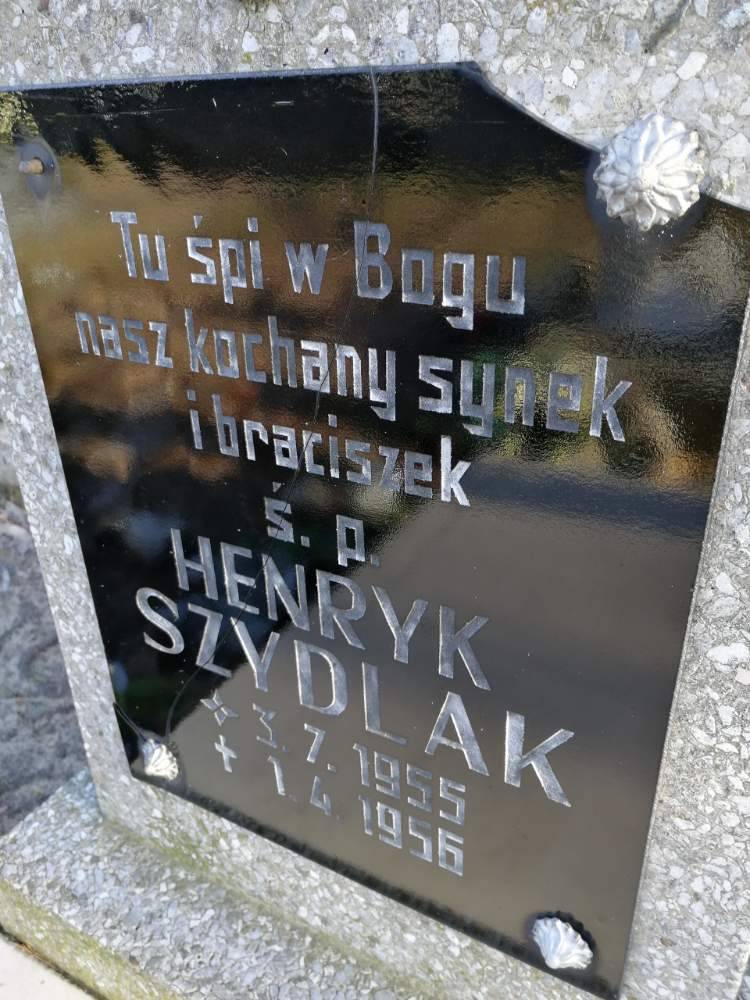 Tu śpi w Bogu
nasz kochany synek
i braciszek
ś. p.
HENRYK
SZYDLAK
* 3. 7. 1955
+ 1. 4. 1956